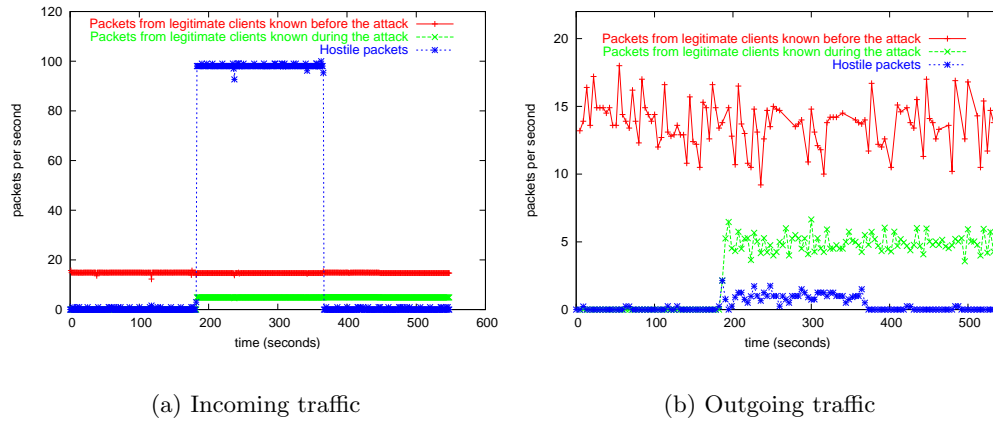 120
100
80
60
40
20
0
packets per second
Packets from legitimate clients known before the attack
Packets from legitimate clients known during the attack
Hostile packets
0 100 200 300 400 500 600
time (seconds)
(a) Incoming traffic
20
15
10
5
0
packets per second
Packets from legitimate clients known before the attack
Packets from legitimate clients known during the attack
Hostile packets
0 100 200 300 400 500
time (seconds)
(b) Outgoing traffic